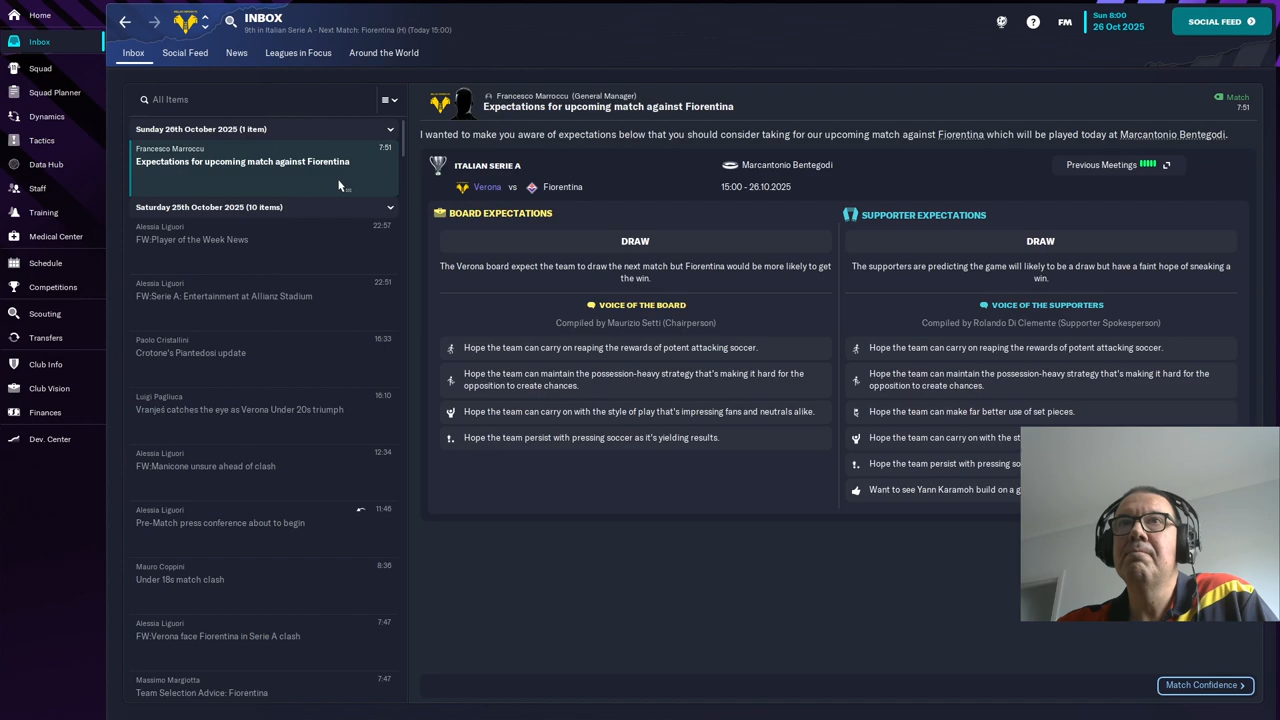 Home
Inbox
Squad
Squad Planner
Dynamics
Tactics
Data Hub
Staff
Training
Medical Center
Schedule
Competitions
Scouting
Transfers
Club Info
Club Vision
Finances
Dev. Center
INBOX
9th in Italian Serie A - Next Match: Fiorentina (H) (Today 15:00)
FM
Sun 8:00
26 Oct 2025
SOCIAL FEED
Inbox
Social Feed
News
Leagues in Focus
Around the World
All Items
Sunday 26th October 2025 (1 item)
Francesco Marroccu 7:51
Expectations for upcoming match against Fiorentina
Saturday 25th October 2025 (10 items)
Alessia Liguori 22:57
FW:Player of the Week News
Alessia Liguori 22:51
FW:Serie A: Entertainment at Allianz Stadium
Paolo Cristallini 16:33
Crotone's Piantedosi update
Luigi Pagliuca 16:10
Vranješ catches the eye as Verona Under 20s triumph
Alessia Liguori 12:34
FW:Manicone unsure ahead of clash
Alessia Liguori 11:46
Pre-Match press conference about to begin
Mauro Coppini 8:36
Under 18s match clash
Alessia Liguori 7:47
FW:Verona face Fiorentina in Serie A clash
Massimo Margiotta 7:47
Team Selection Advice: Fiorentina
Francesco Marroccu (General Manager)
Expectations for upcoming match against Fiorentina
Match
7:51
I wanted to make you aware of expectations below that you should consider taking for our upcoming match against Fiorentina which will be played today at Marcantonio Bentegodi.
ITALIAN SERIE A
Marcantonio Bentegodi
Previous Meetings
Verona vs Fiorentina
15:00 - 26.10.2025
BOARD EXPECTATIONS
DRAW
The Verona board expect the team to draw the next match but Fiorentina would be more likely to get
the win.
VOICE OF THE BOARD
Compiled by Maurizio Setti (Chairperson)
Hope the team can carry on reaping the rewards of potent attacking soccer.
Hope the team can maintain the possession-heavy strategy that's making it hard for the
opposition to create chances.
Hope the team can carry on with the style of play that's impressing fans and neutrals alike.
Hope the team persist with pressing soccer as it's yielding results.
SUPPORTER EXPECTATIONS
DRAW
The supporters are predicting the game will likely to be a draw but have a faint hope of sneaking a
win.
VOICE OF THE SUPPORTERS
Compiled by Rolando Di Clemente (Supporter Spokesperson)
Hope the team can carry on reaping the rewards of potent attacking soccer.
Hope the team can maintain the possession-heavy strategy that's making it hard for the
opposition to create chances.
Hope the team can make far better use of set pieces.
Hope the team can carry on with the st
Hope the team persist with pressing so
Want to see Yann Karamoh build on a g
Match Confidence